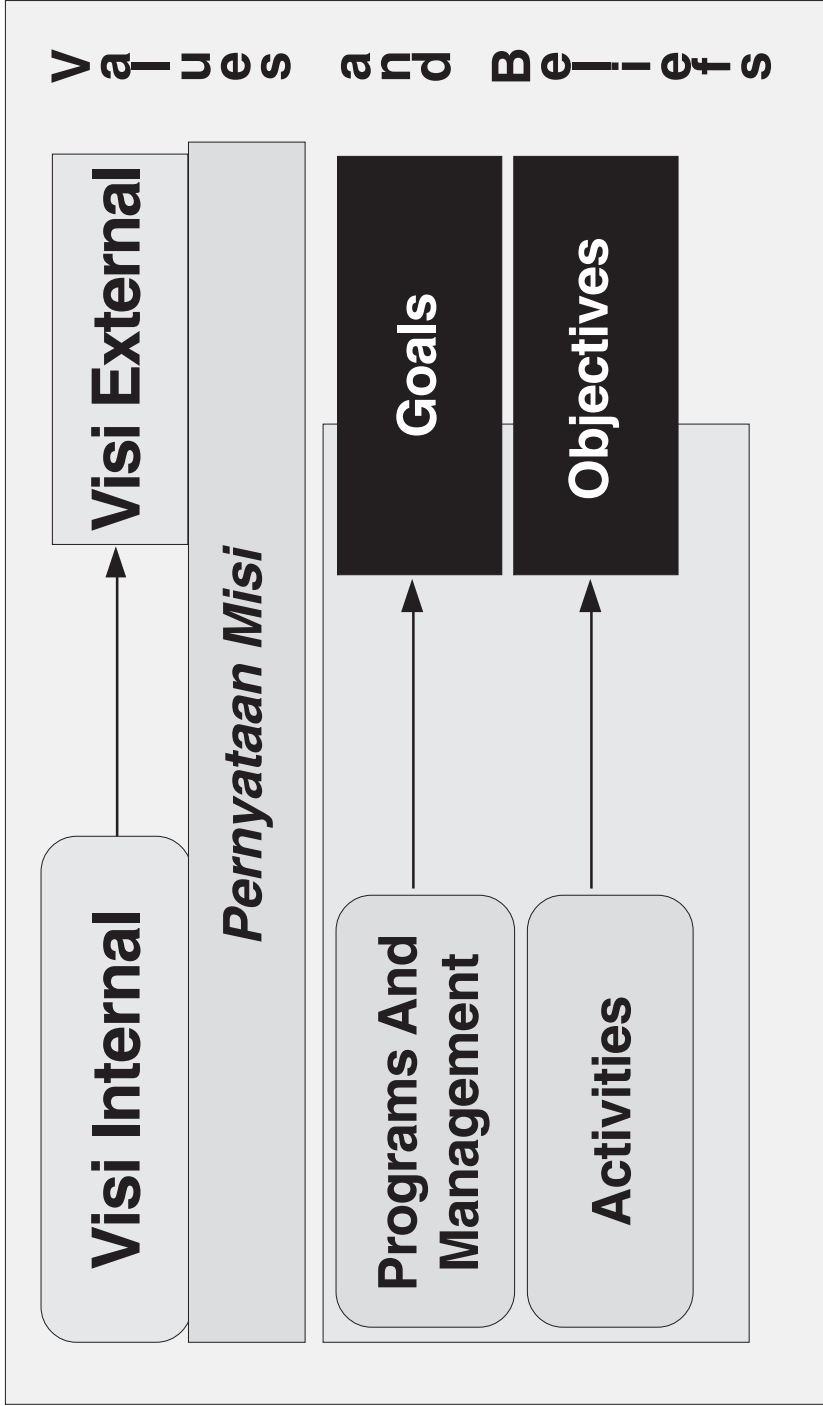 Visi Internal
Visi External
Pernyataan Misi
Programs And
Management
Goals
Activities
Objectives
Values and Beliefs